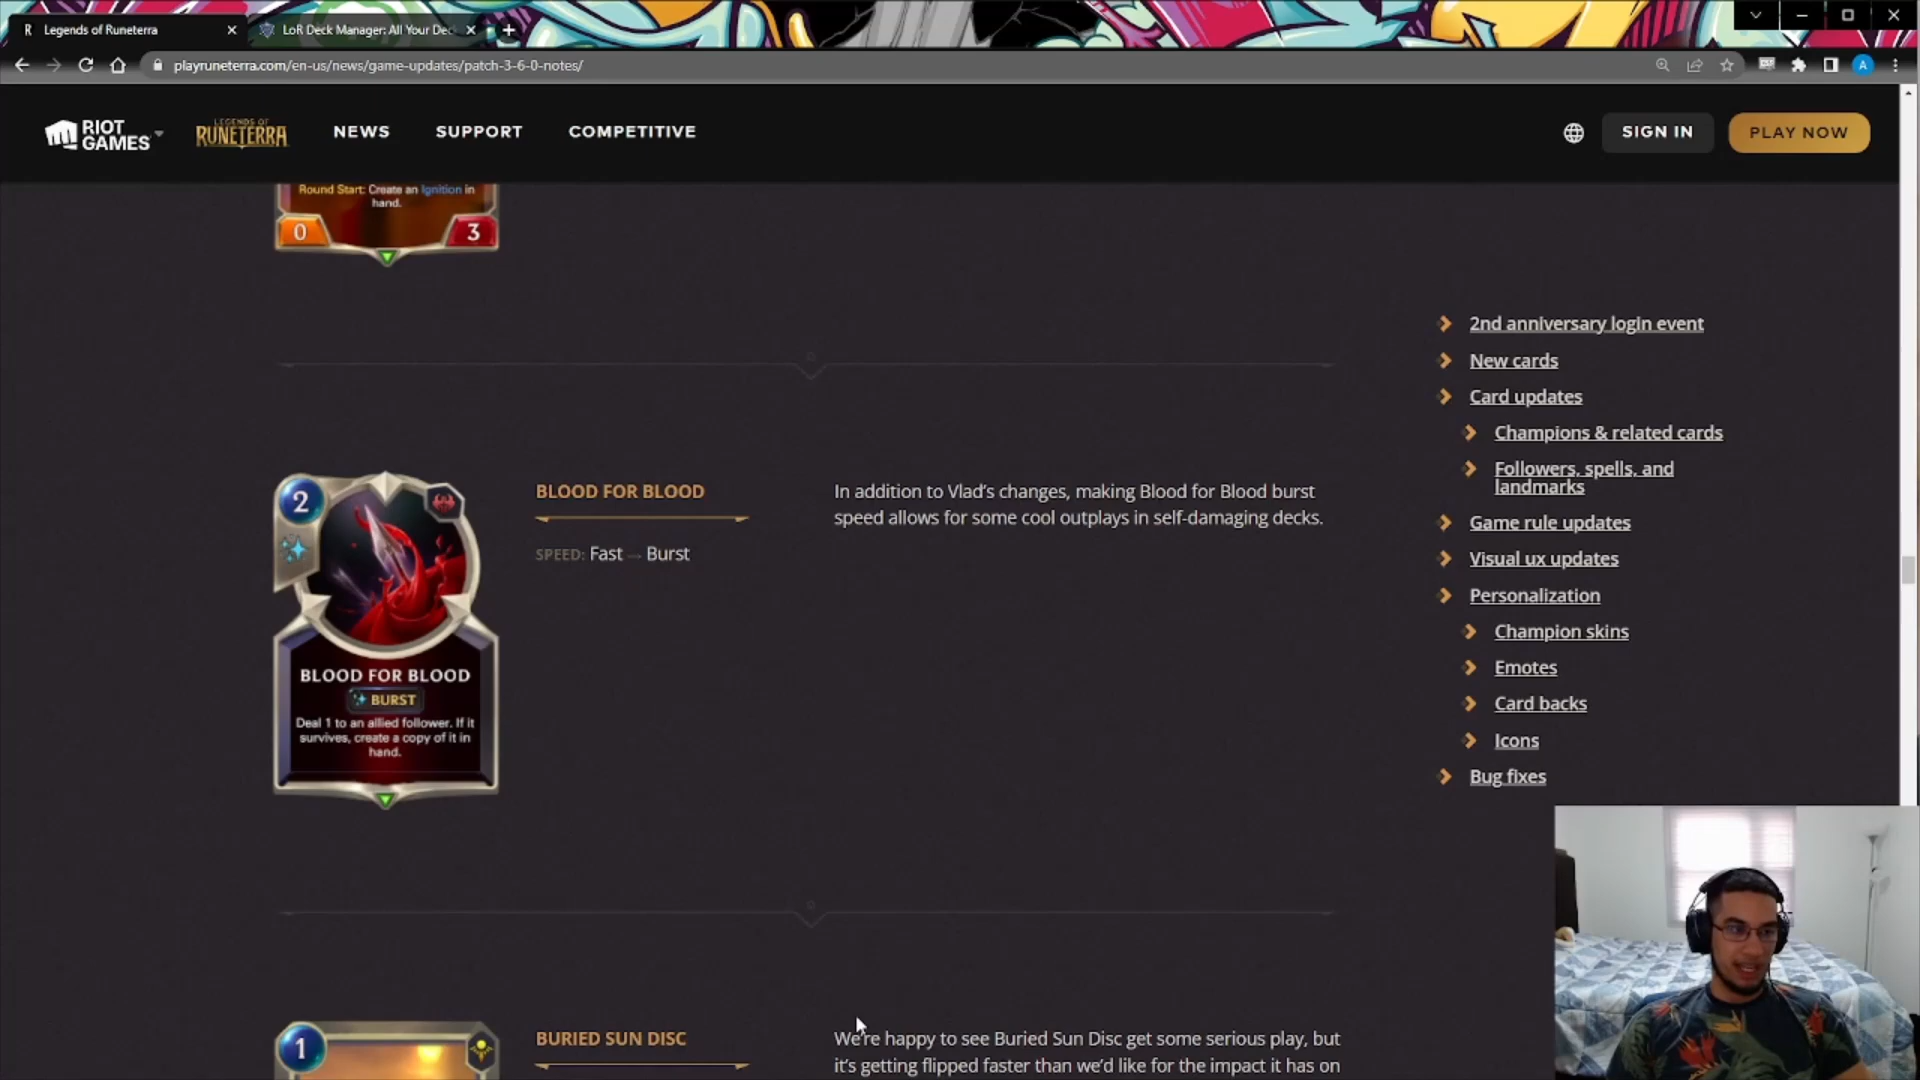 Legends of Runeterra
LoR Deck Manager: All Your Dec
playruneterra.com/en-us/news/game-updates/patch-3-6-0-notes/
A
RIOT GAMES
LEGENDS OF RUNETERRA
NEWS
SUPPORT
COMPETITIVE
SIGN IN
PLAY NOW
Round Start: Create an Ignition in
hand.
0
3
2
BLOOD FOR BLOOD
BURST
Deal 1 to an allied follower. If it
survives, create a copy of it in
hand.
BLOOD FOR BLOOD
SPEED: Fast → Burst
In addition to Vlad's changes, making Blood for Blood burst
speed allows for some cool outplays in self-damaging decks.
1
BURIED SUN DISC
We're happy to see Buried Sun Disc get some serious play, but
it's getting flipped faster than we'd like for the impact it has on
2nd anniversary login event
New cards
Card updates
Champions & related cards
Followers, spells, and
landmarks
Game rule updates
Visual ux updates
Personalization
Champion skins
Emotes
Card backs
Icons
Bug fixes